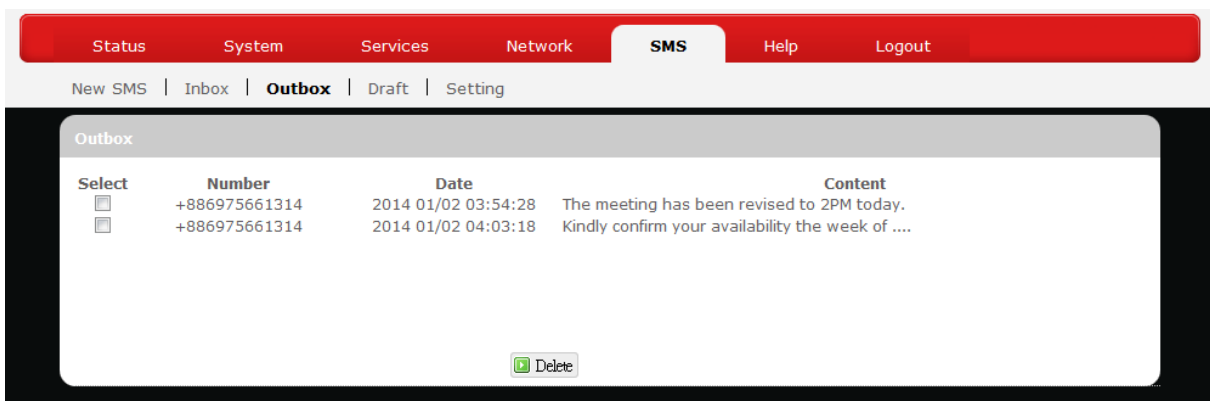 Status System Services Network SMS Help Logout
New SMS | Inbox | Outbox | Draft | Setting
Outbox
Select Number Date Content
+886975661314 2014 01/02 03:54:28 The meeting has been revised to 2PM today.
+886975661314 2014 01/02 04:03:18 Kindly confirm your availability the week of ....
Delete